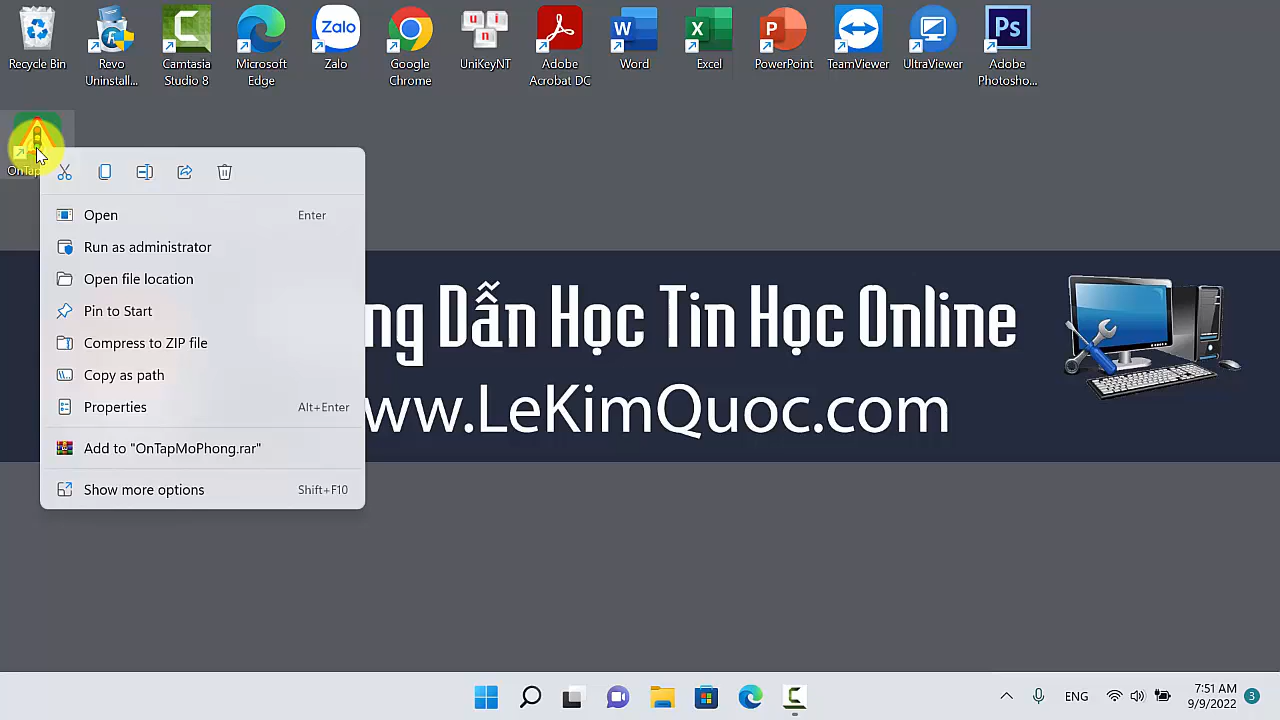 Recycle Bin
Revo
Uninstall...
Camtasia
Studio 8
Microsoft
Edge
Zalo
Zalo
Google
Chrome
u i
n
UniKeyNT
Adobe
Acrobat DC
W
Word
X
Excel
P
PowerPoint
TeamViewer
UltraViewer
Ps
Adobe
Photosho...
Open Enter
Run as administrator
Open file location
Pin to Start
Compress to ZIP file
Copy as path
Properties Alt+Enter
Add to "OnTapMoPhong.rar"
Show more options Shift+F10
ng Dẫn Học Tin Học Online
ww.LeKimQuoc.com
ENG
7:51 AM
9/9/2022
3